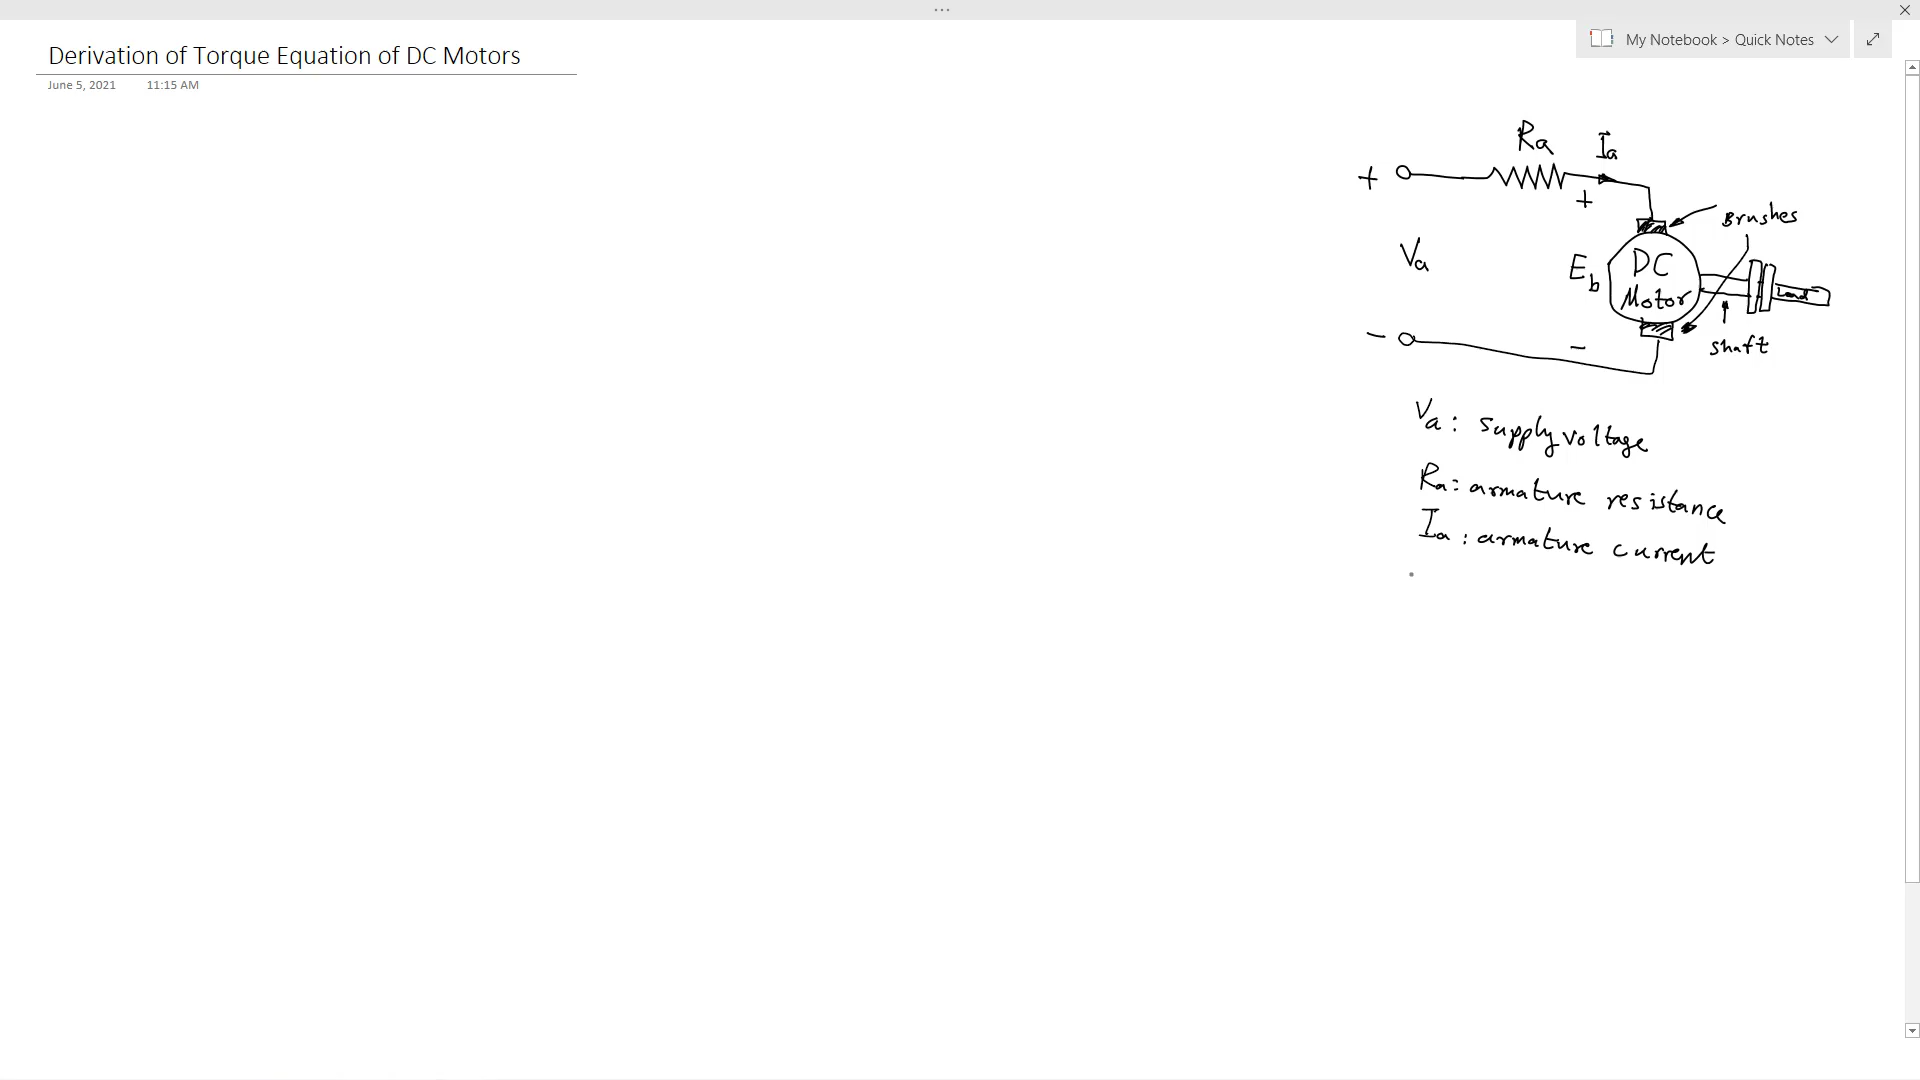 Derivation of Torque Equation of DC Motors
June 5, 2021 11:15 AM
My Notebook > Quick Notes
Ra Ia
+
+
Brushes
Va
Eb
DC
Motor
Load
-
-
shaft
Va: supply voltage
Ra: armature resistance
Ia: armature current